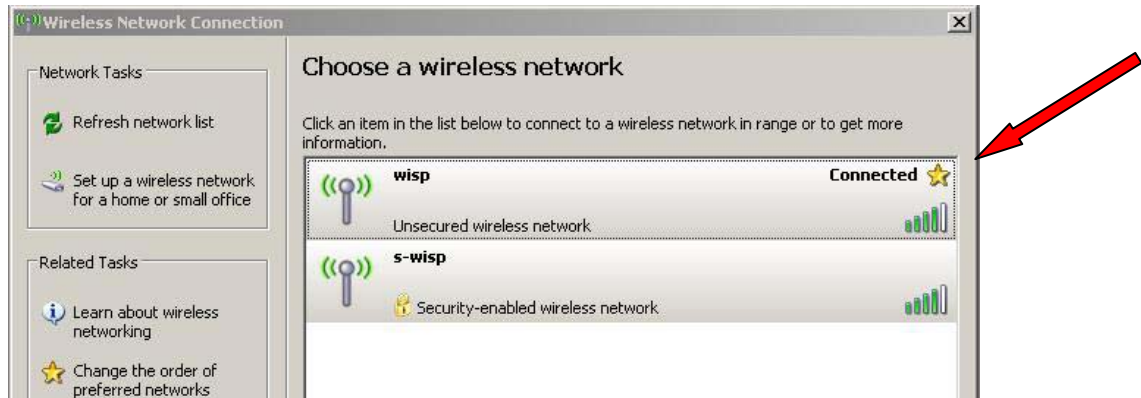 Wireless Network Connection
Network Tasks
Refresh network list
Set up a wireless network
for a home or small office
Related Tasks
Learn about wireless
networking
Change the order of
preferred networks
Choose a wireless network
Click an item in the list below to connect to a wireless network in range or to get more
information.
wisp Connected
Unsecured wireless network
s-wisp
Security-enabled wireless network